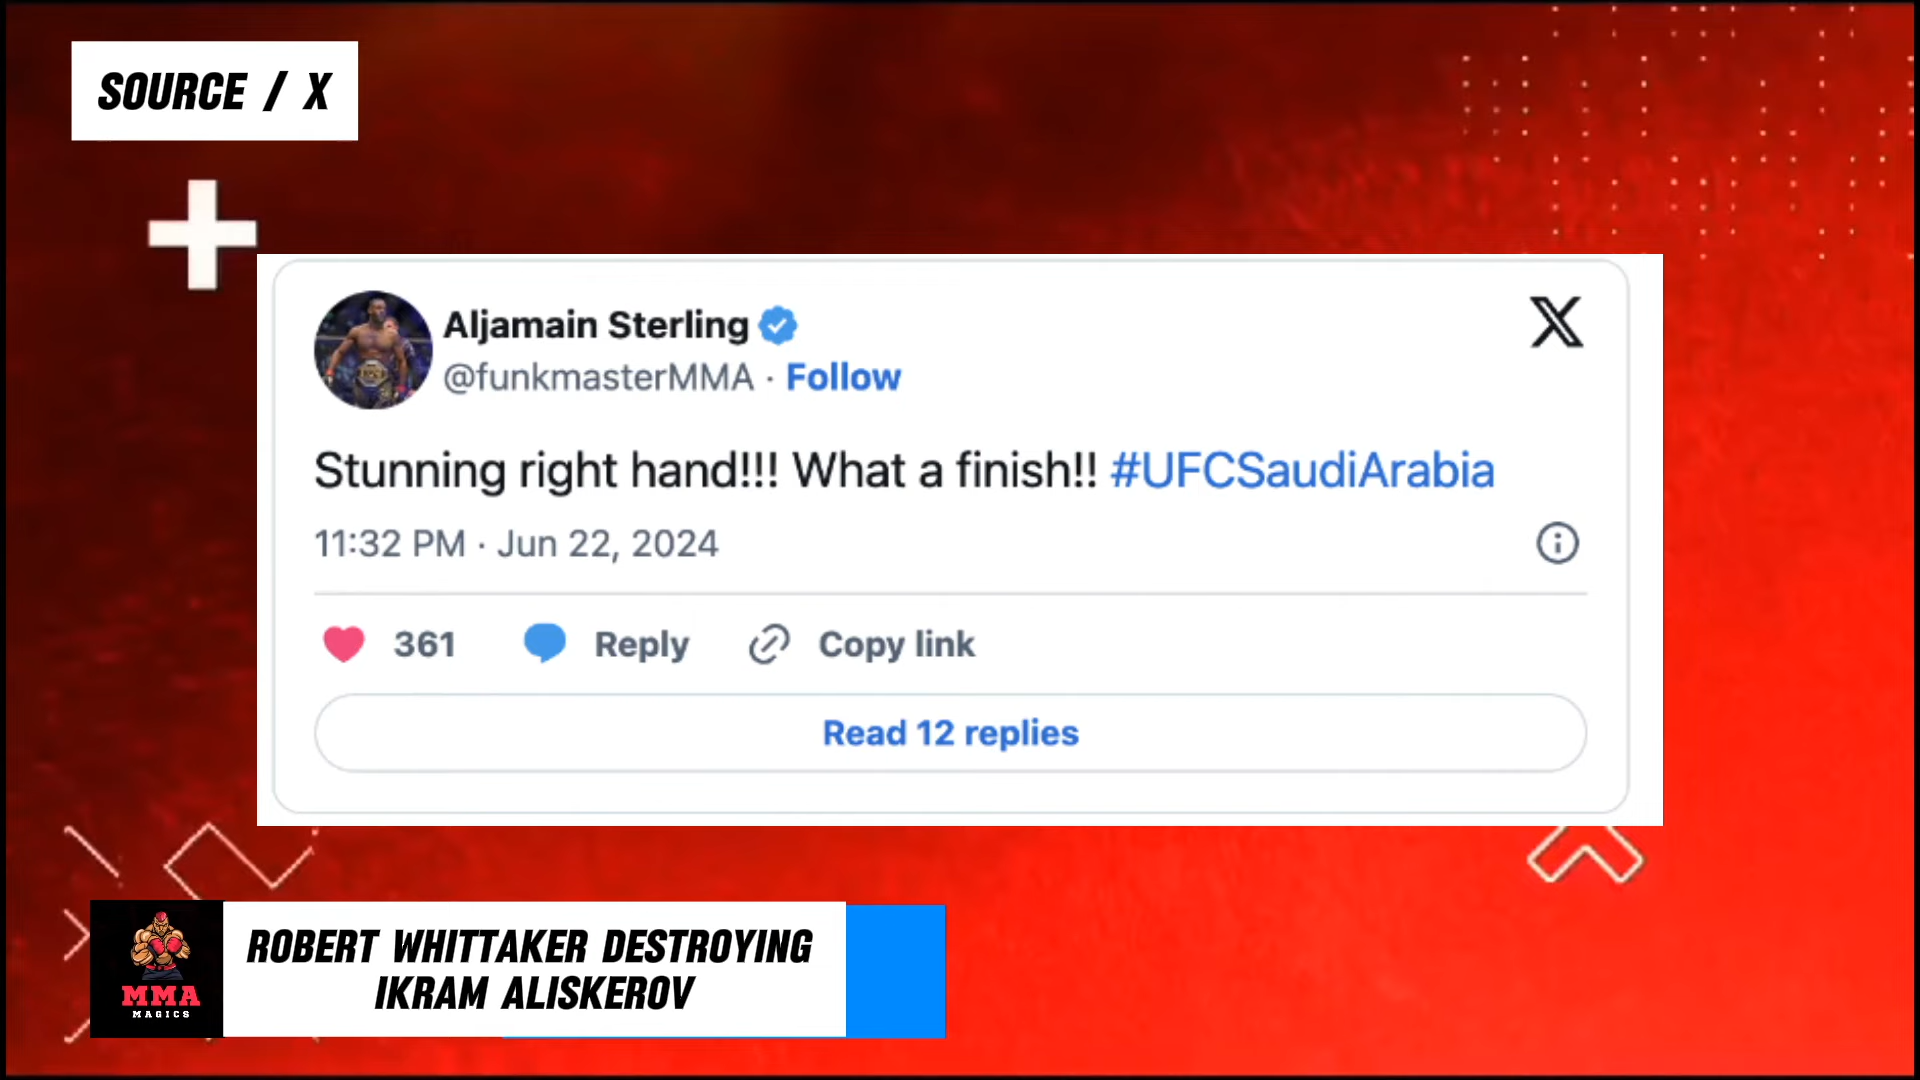 SOURCE / X
Aljamain Sterling
@funkmasterMMA · Follow
Stunning right hand!!! What a finish!! #UFCSaudiArabia
11:32 PM · Jun 22, 2024
361 Reply Copy link
Read 12 replies
ROBERT WHITTAKER DESTROYING
IKRAM ALISKEROV
MMA
MAGICS